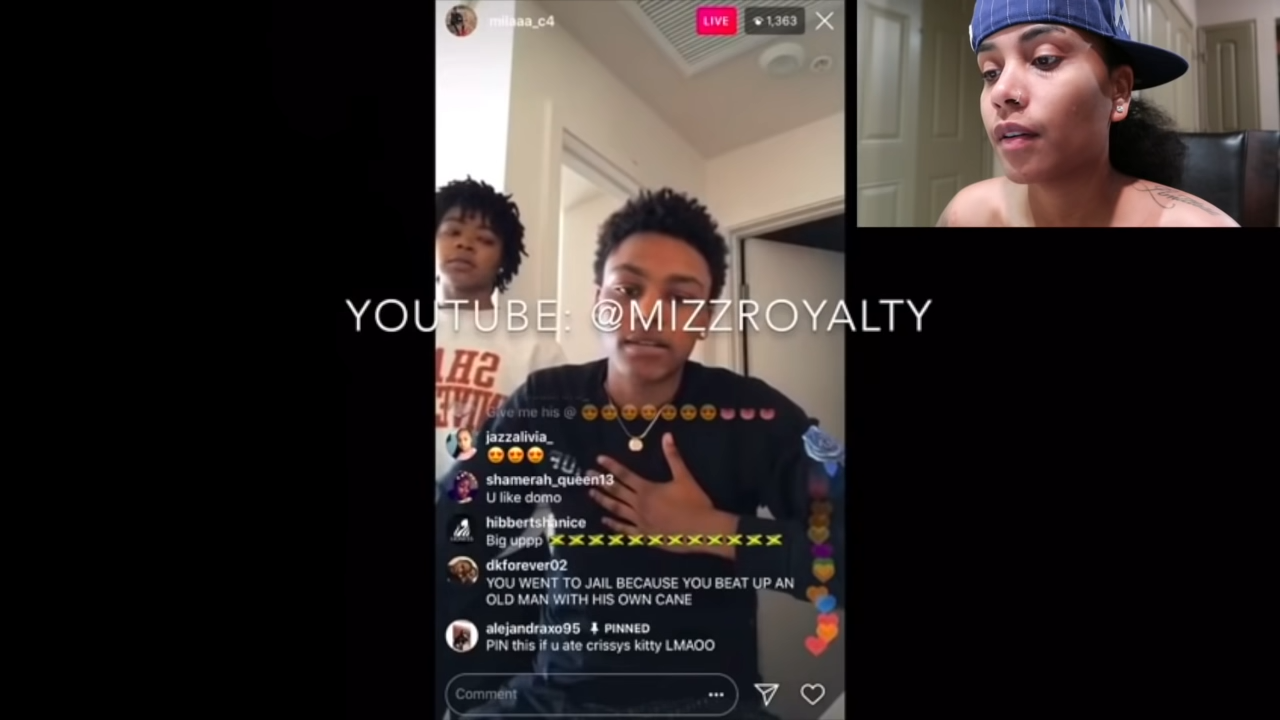 milaaa_c4
LIVE
1,363
YOUTUBE: @MIZZROYALTY
Give me his @ 😍😍😍😍😍😍😍👅👅👅
jazzalivia_
😍😍😍
shamerah_queen13
U like domo
hibbertshanice
Big uppp 🇯🇲🇯🇲🇯🇲🇯🇲🇯🇲🇯🇲🇯🇲🇯🇲🇯🇲🇯🇲🇯🇲🇯🇲
dkforever02
YOU WENT TO JAIL BECAUSE YOU BEAT UP AN
OLD MAN WITH HIS OWN CANE
alejandraxo95 PINNED
PIN this if u ate crissys kitty LMAOO
Comment